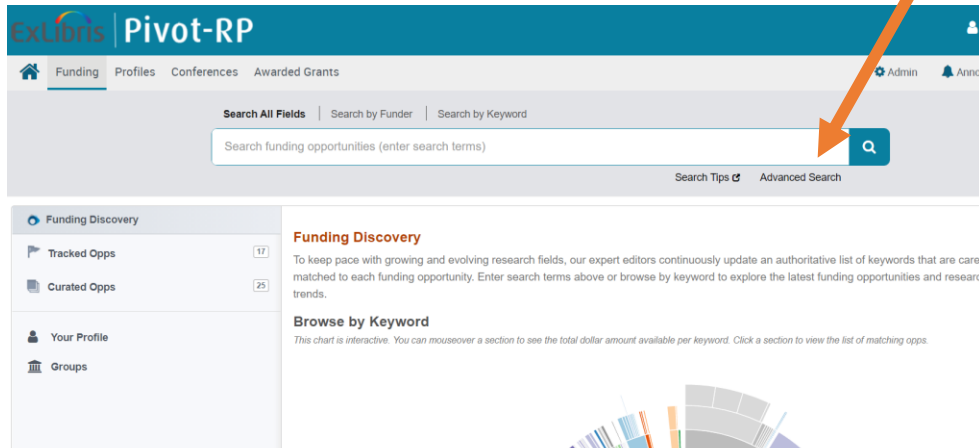 ExLibris | Pivot-RP
Funding Profiles Conferences Awarded Grants Admin
Search All Fields | Search by Funder | Search by Keyword
Search funding opportunities (enter search terms)
Search Tips Advanced Search
Funding Discovery
Tracked Opps 17
Curated Opps 25
Your Profile
Groups
Funding Discovery
To keep pace with growing and evolving research fields, our expert editors continuously update an authoritative list of keywords that are care
matched to each funding opportunity. Enter search terms above or browse by keyword to explore the latest funding opportunities and researc
trends.
Browse by Keyword
This chart is interactive. You can mouseover a section to see the total dollar amount available per keyword. Click a section to view the list of matching opps.